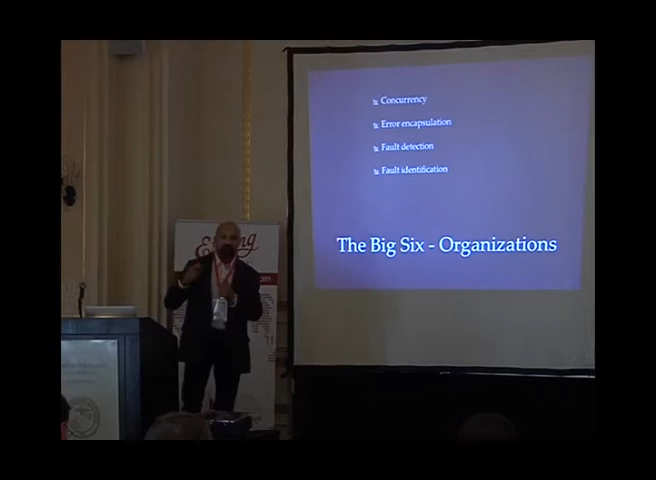 Concurrency
Error encapsulation
Fault detection
Fault identification
The Big Six - Organizations